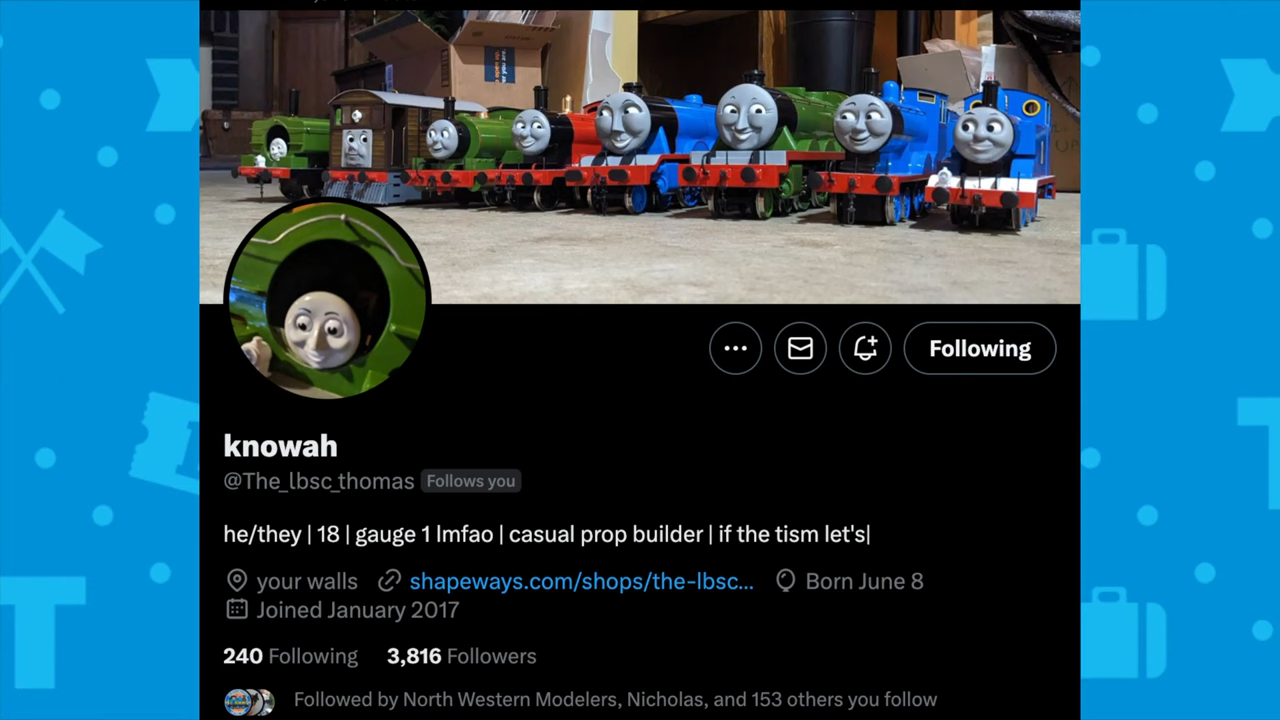 Following
knowah
@The_lbsc_thomas Follows you
he/they | 18 | gauge 1 lmfao | casual prop builder | if the tism let's|
your walls shapeways.com/shops/the-lbsc... Born June 8
Joined January 2017
240 Following 3,816 Followers
Followed by North Western Modelers, Nicholas, and 153 others you follow